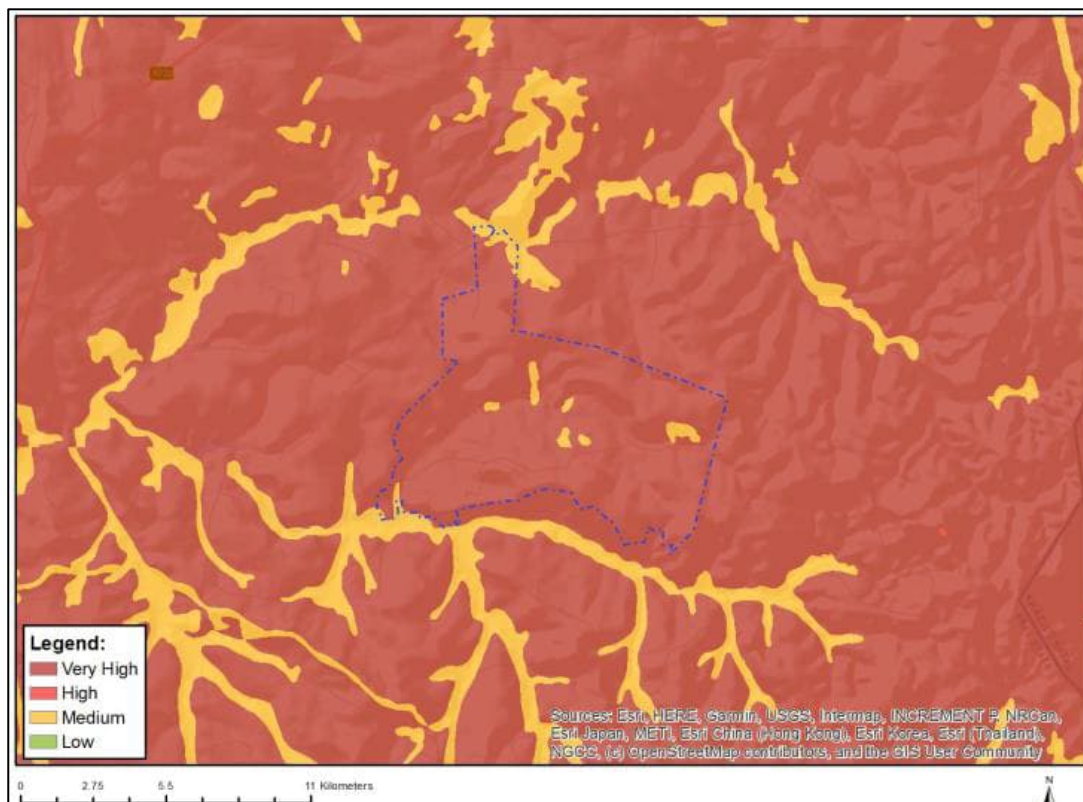 Legend:
Very High
High
Medium
Low
Sources: Esri, HERE, Garmin, USGS, Intermap, INCREMENT P, NRCan,
Esri Japan, METI, Esri China (Hong Kong), Esri Korea, Esri (Thailand),
NGCC, (c) OpenStreetMap contributors, and the GIS User Community
0 2.75 5.5 11 Kilometers
N